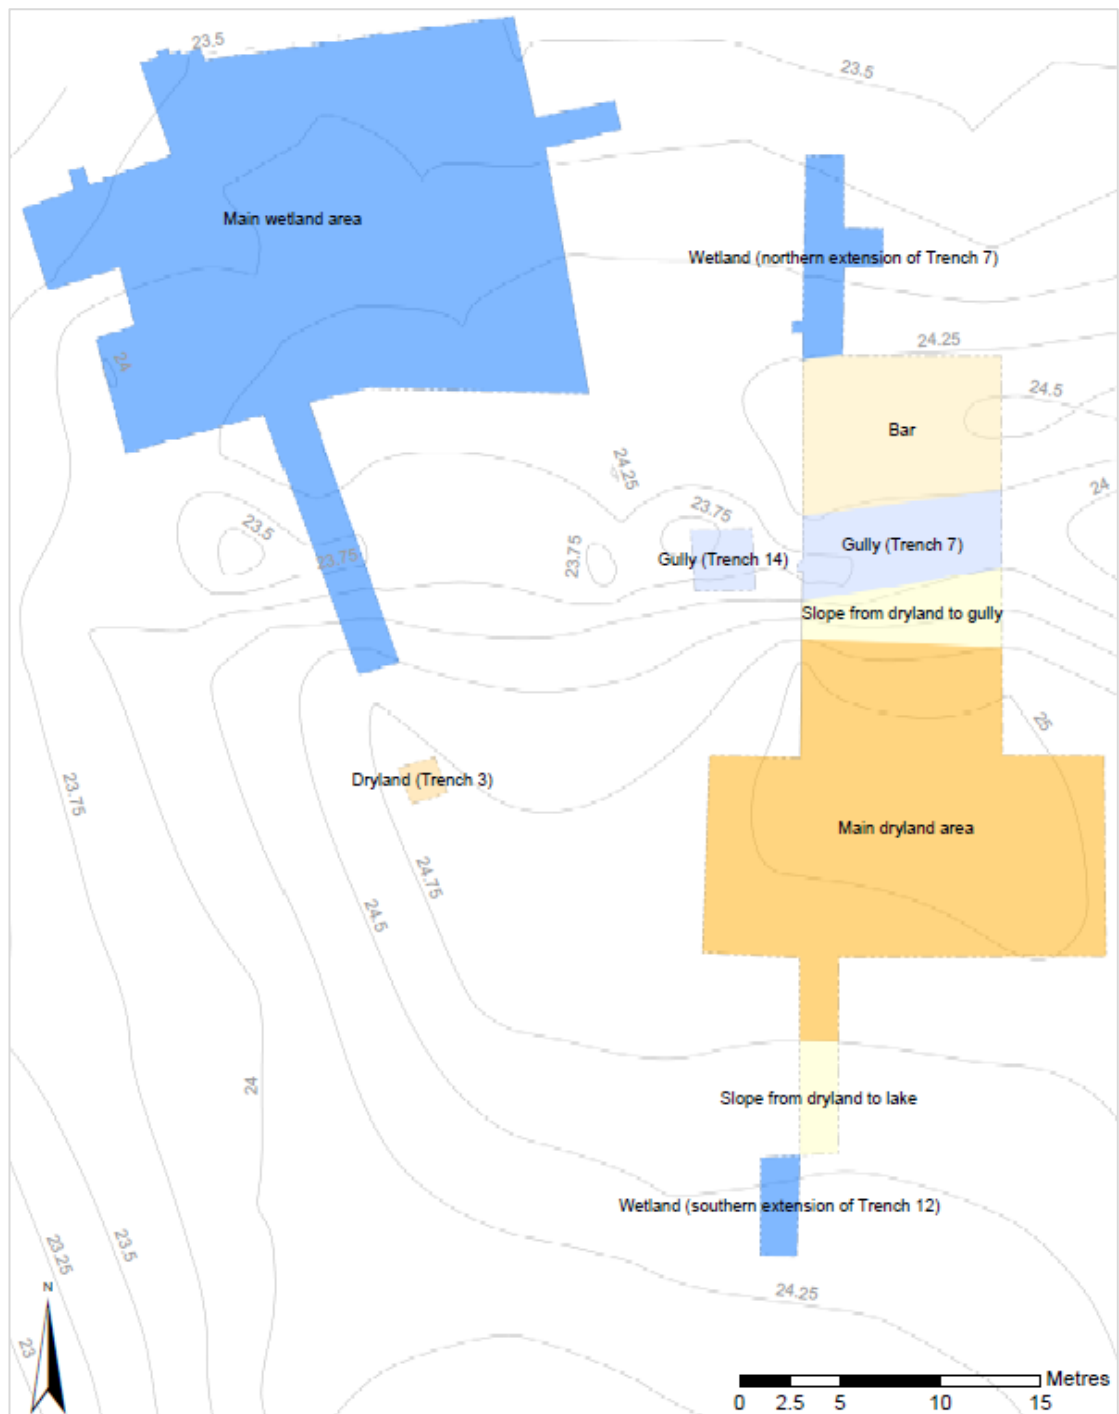 23.5
23.5
Main wetland area
Wetland (northern extension of Trench 7)
24.25
24
24.5
Bar
24.25
24
23.75
23.5
23.75
23.75
Gully (Trench 7)
Gully (Trench 14)
Slope from dryland to gully
25
Dryland (Trench 3)
23.75
Main dryland area
24.75
24.5
24
Slope from dryland to lake
Wetland (southern extension of Trench 12)
23.5
23.25
24.25
N
23
Metres
0 2.5 5 10 15